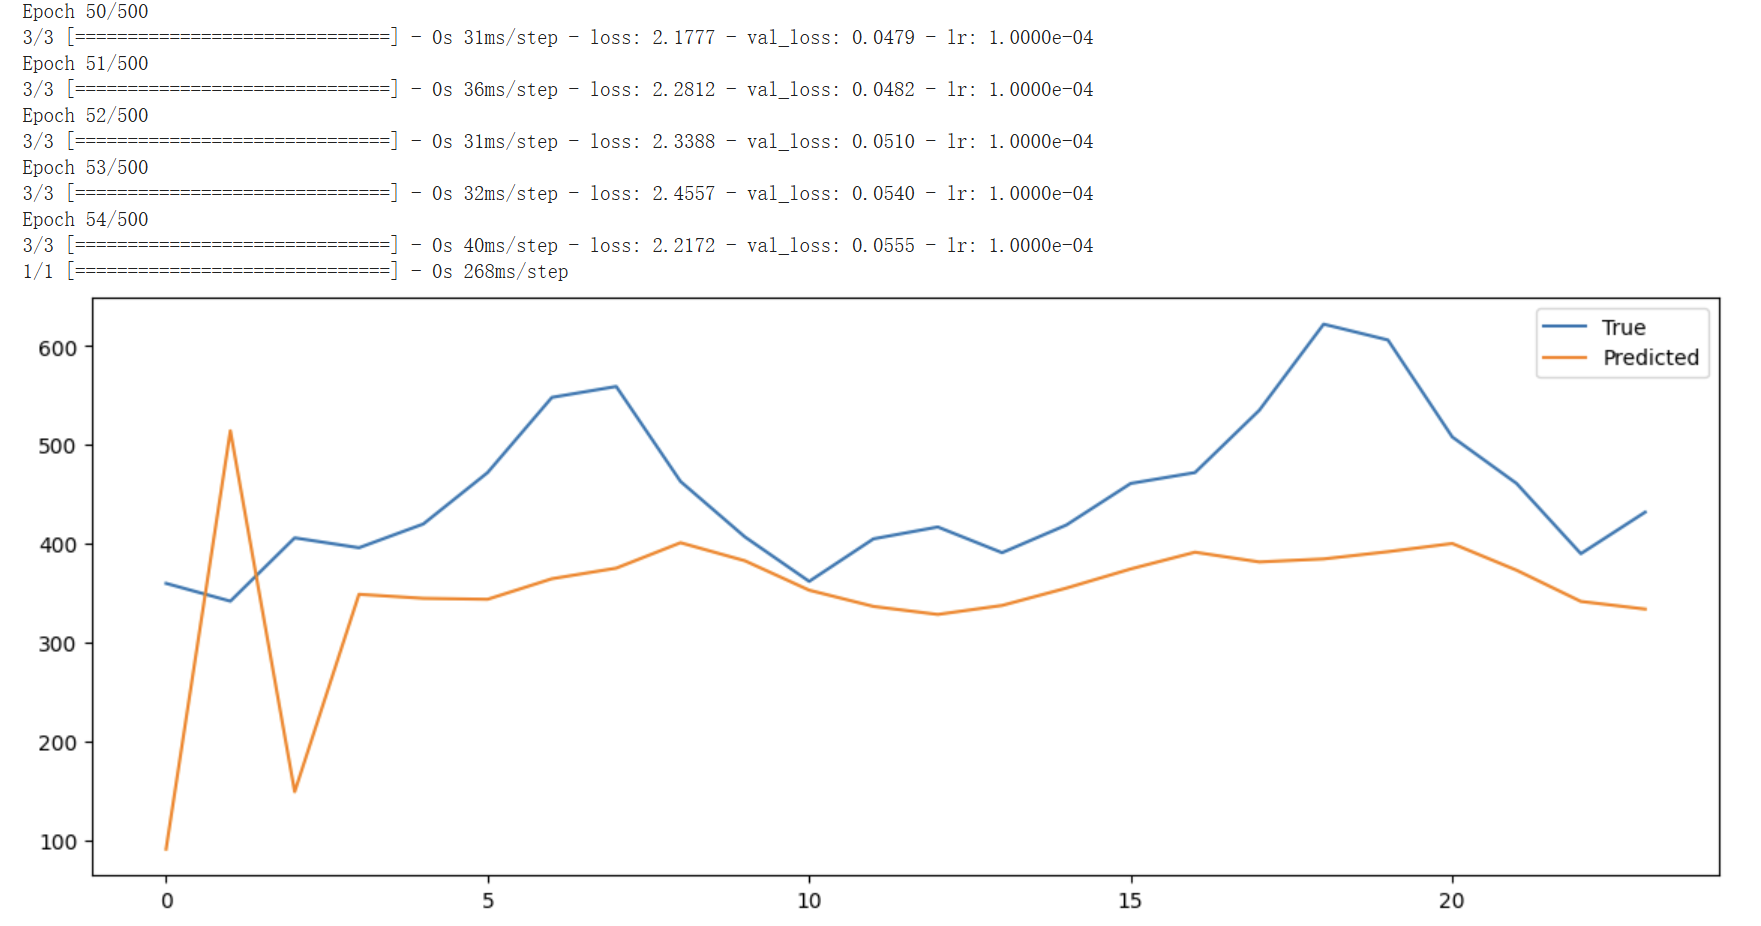 Epoch 50/500
3/3 [==============================] - 0s 31ms/step - loss: 2.1777 - val_loss: 0.0479 - lr: 1.0000e-04
Epoch 51/500
3/3 [==============================] - 0s 36ms/step - loss: 2.2812 - val_loss: 0.0482 - lr: 1.0000e-04
Epoch 52/500
3/3 [==============================] - 0s 31ms/step - loss: 2.3388 - val_loss: 0.0510 - lr: 1.0000e-04
Epoch 53/500
3/3 [==============================] - 0s 32ms/step - loss: 2.4557 - val_loss: 0.0540 - lr: 1.0000e-04
Epoch 54/500
3/3 [==============================] - 0s 40ms/step - loss: 2.2172 - val_loss: 0.0555 - lr: 1.0000e-04
1/1 [==============================] - 0s 268ms/step
True
Predicted
600
500
400
300
200
100
0 5 10 15 20